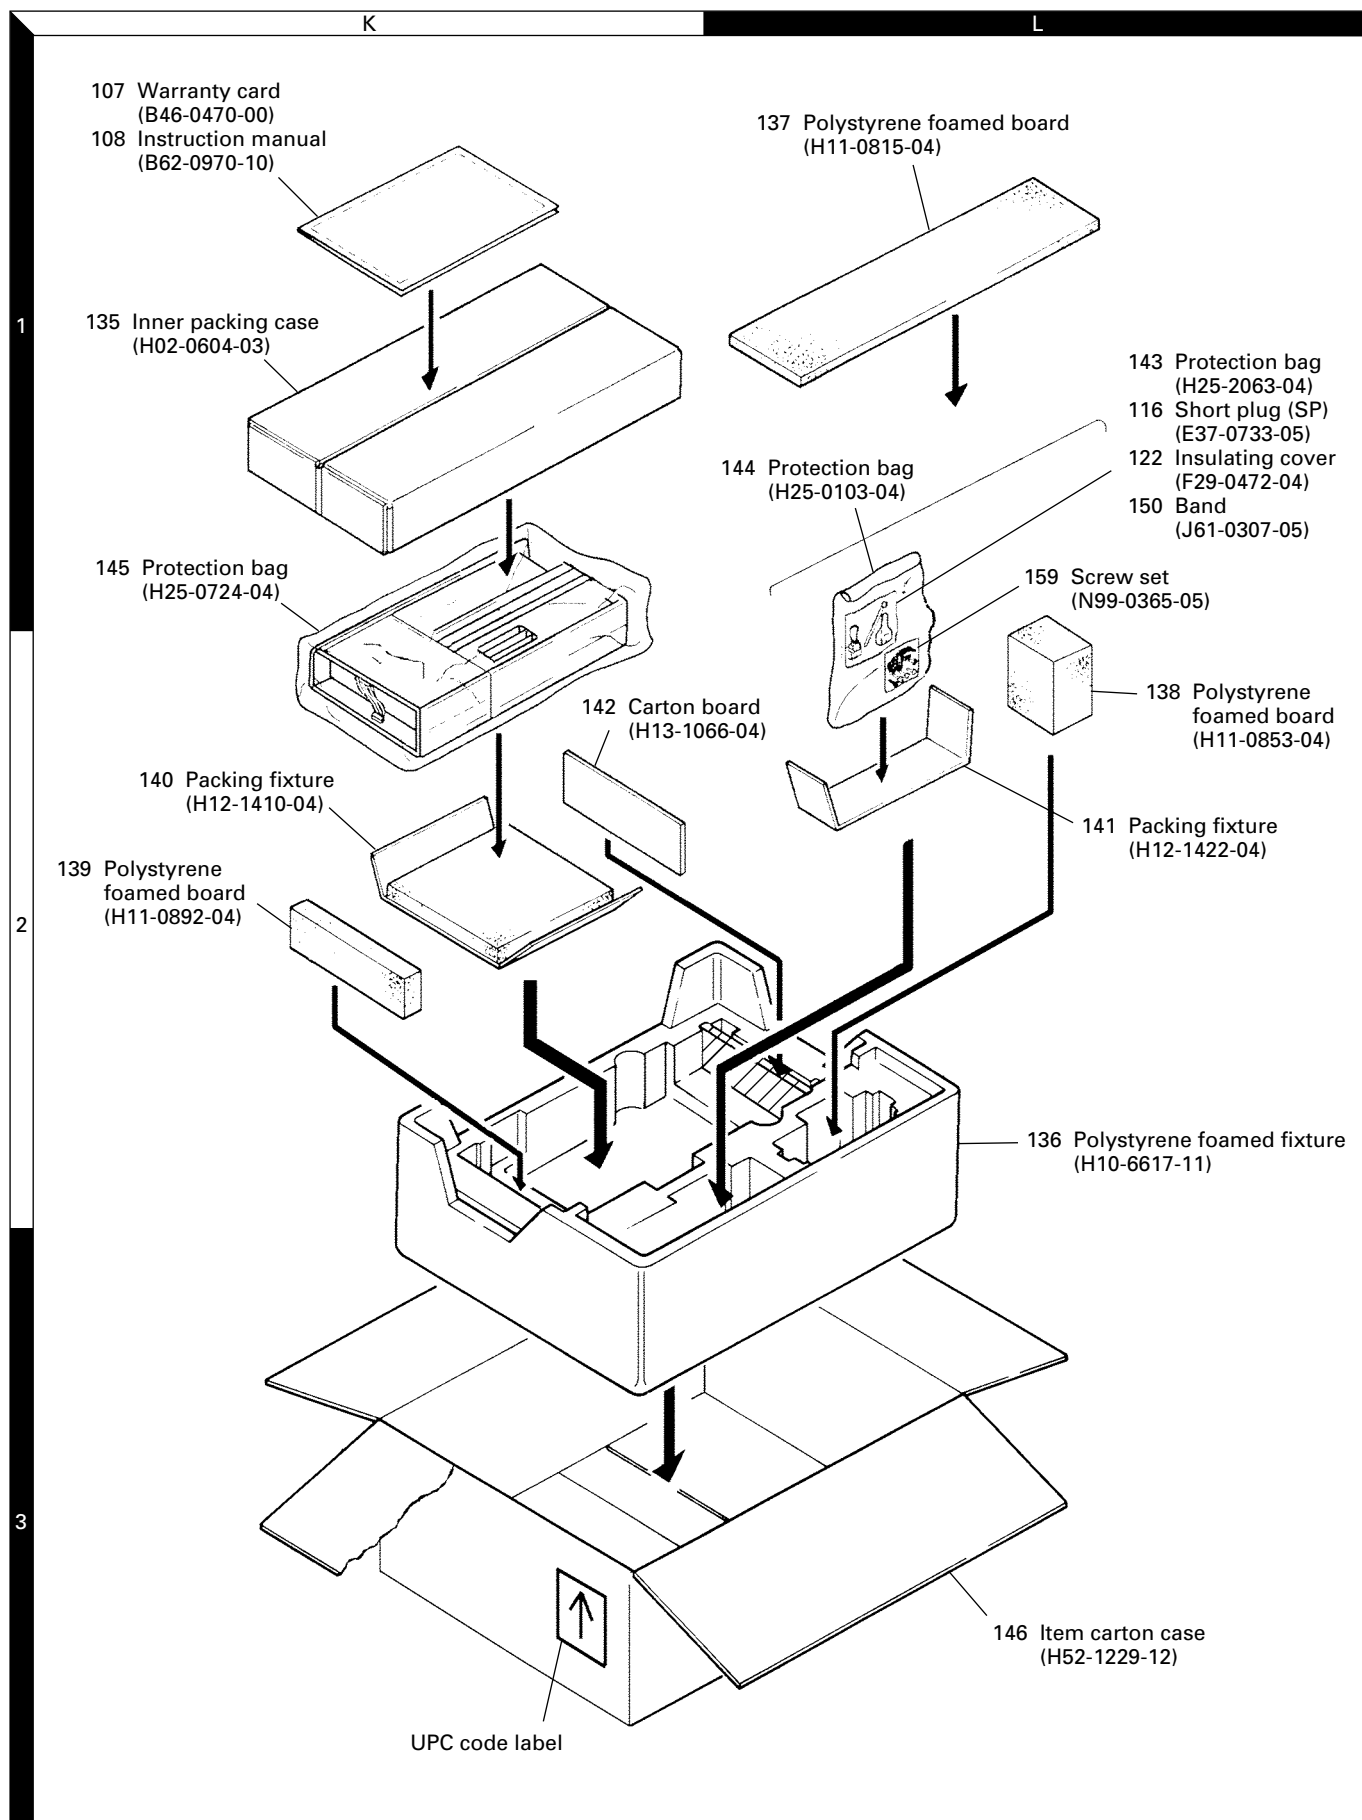 K
L
107 Warranty card
(B46-0470-00)
108 Instruction manual
(B62-0970-10)
137 Polystyrene foamed board
(H11-0815-04)
1
135 Inner packing case
(H02-0604-03)
143 Protection bag
(H25-2063-04)
116 Short plug (SP)
(E37-0733-05)
122 Insulating cover
(F29-0472-04)
150 Band
(J61-0307-05)
144 Protection bag
(H25-0103-04)
145 Protection bag
(H25-0724-04)
159 Screw set
(N99-0365-05)
138 Polystyrene
foamed board
(H11-0853-04)
142 Carton board
(H13-1066-04)
140 Packing fixture
(H12-1410-04)
141 Packing fixture
(H12-1422-04)
139 Polystyrene
foamed board
(H11-0892-04)
2
136 Polystyrene foamed fixture
(H10-6617-11)
3
146 Item carton case
(H52-1229-12)
UPC code label